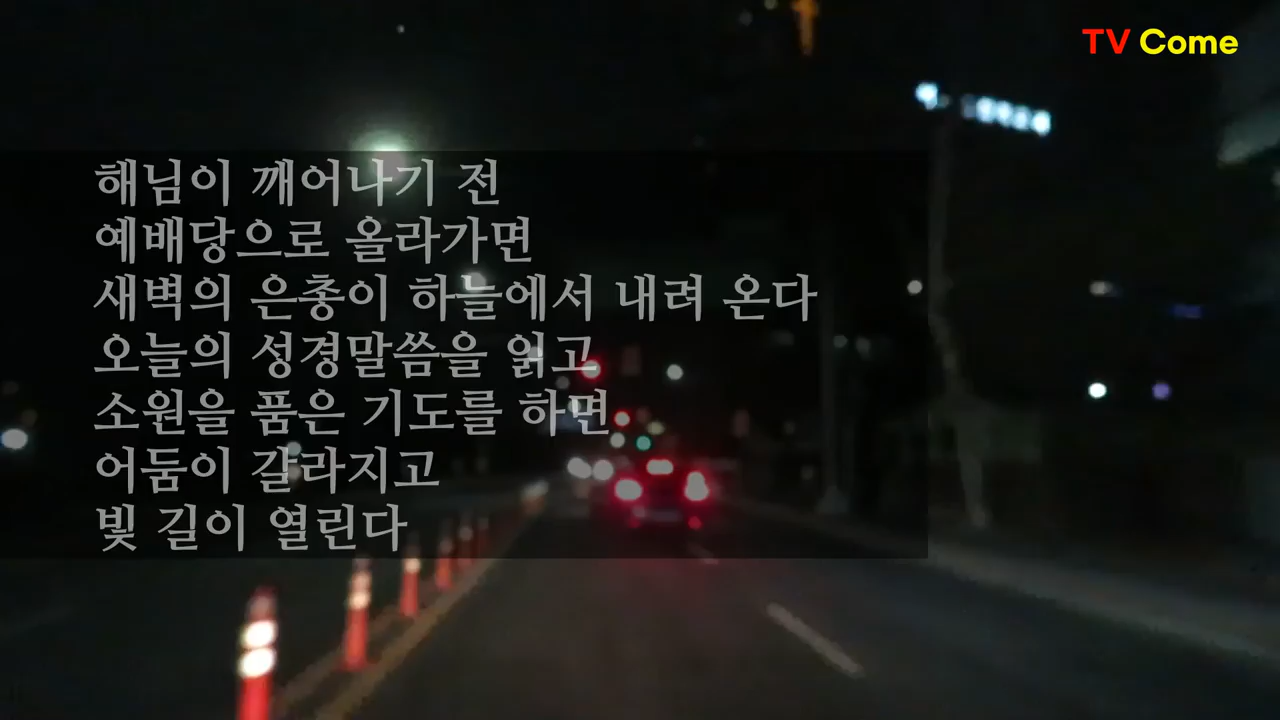 TV Come
해님이 깨어나기 전
예배당으로 올라가면
새벽의 은총이 하늘에서 내려 온다
오늘의 성경말씀을 읽고
소원을 품은 기도를 하면
어둠이 갈라지고
빛 길이 열린다